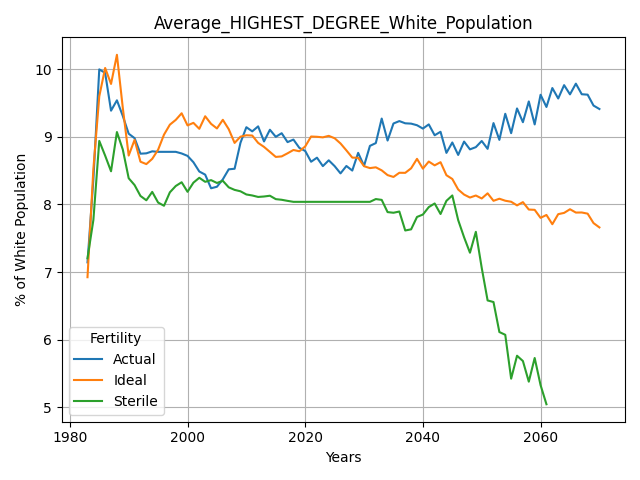 Average_HIGHEST_DEGREE_White_Population
% of White Population
10
9
8
7
6
5
Fertility
Actual
Ideal
Sterile
1980
2000
2020
2040
2060
Years